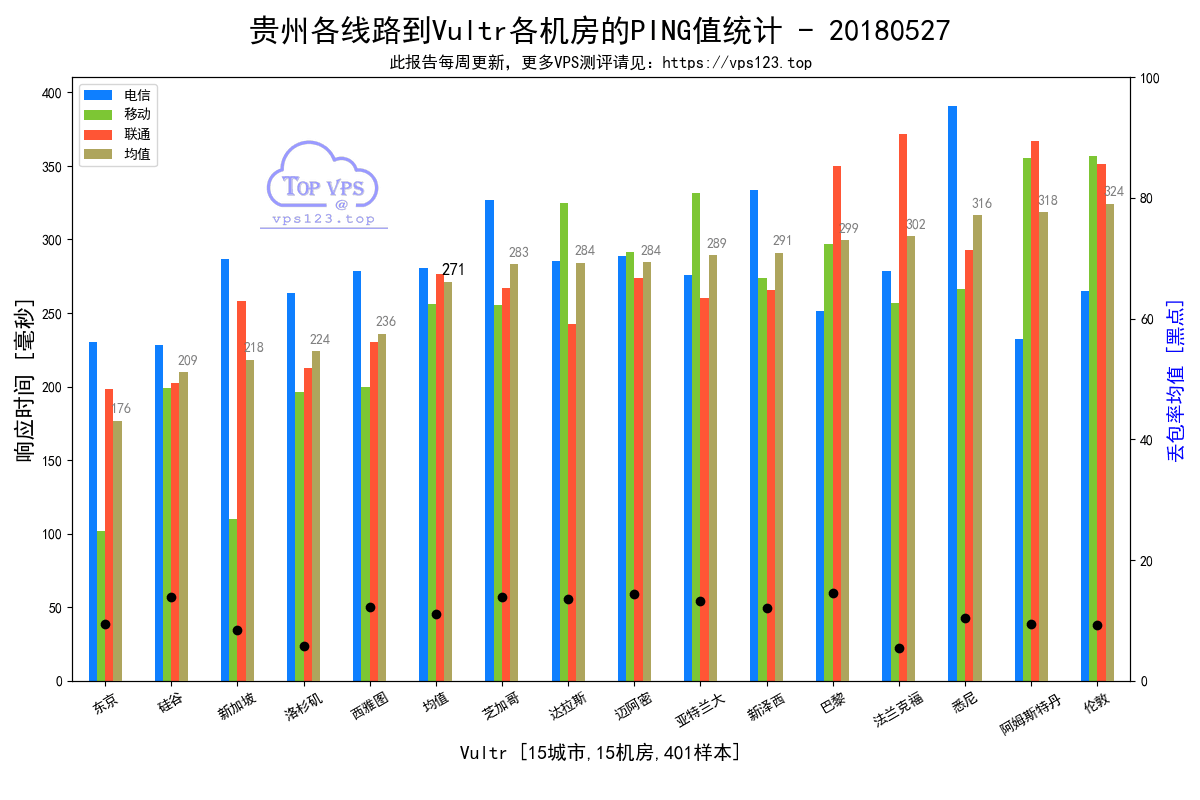 贵州各线路到Vultr各机房的PING值统计 - 20180527
此报告每周更新，更多VPS测评请见：https://vps123.top
电信
移动
联通
均值
Top VPS
@
vps123.top
响应时间 [毫秒]
400
350
300
250
200
150
100
50
0
176
209
218
224
236
271
283
284
284
289
291
299
302
316
318
324
100
80
60
40
20
0
丢包率均值 [黑点]
东京
硅谷
新加坡
洛杉矶
西雅图
均值
芝加哥
达拉斯
迈阿密
亚特兰大
新泽西
巴黎
法兰克福
悉尼
阿姆斯特丹
伦敦
Vultr [15城市,15机房,401样本]